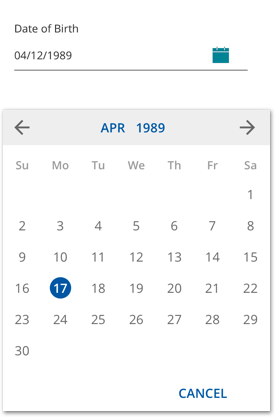 Date of Birth
04/12/1989
APR 1989
Su Mo Tu We Th Fr Sa
1
2 3 4 5 6 7 8
9 10 11 12 13 14 15
16 17 18 19 20 21 22
23 24 25 26 27 28 29
30
CANCEL